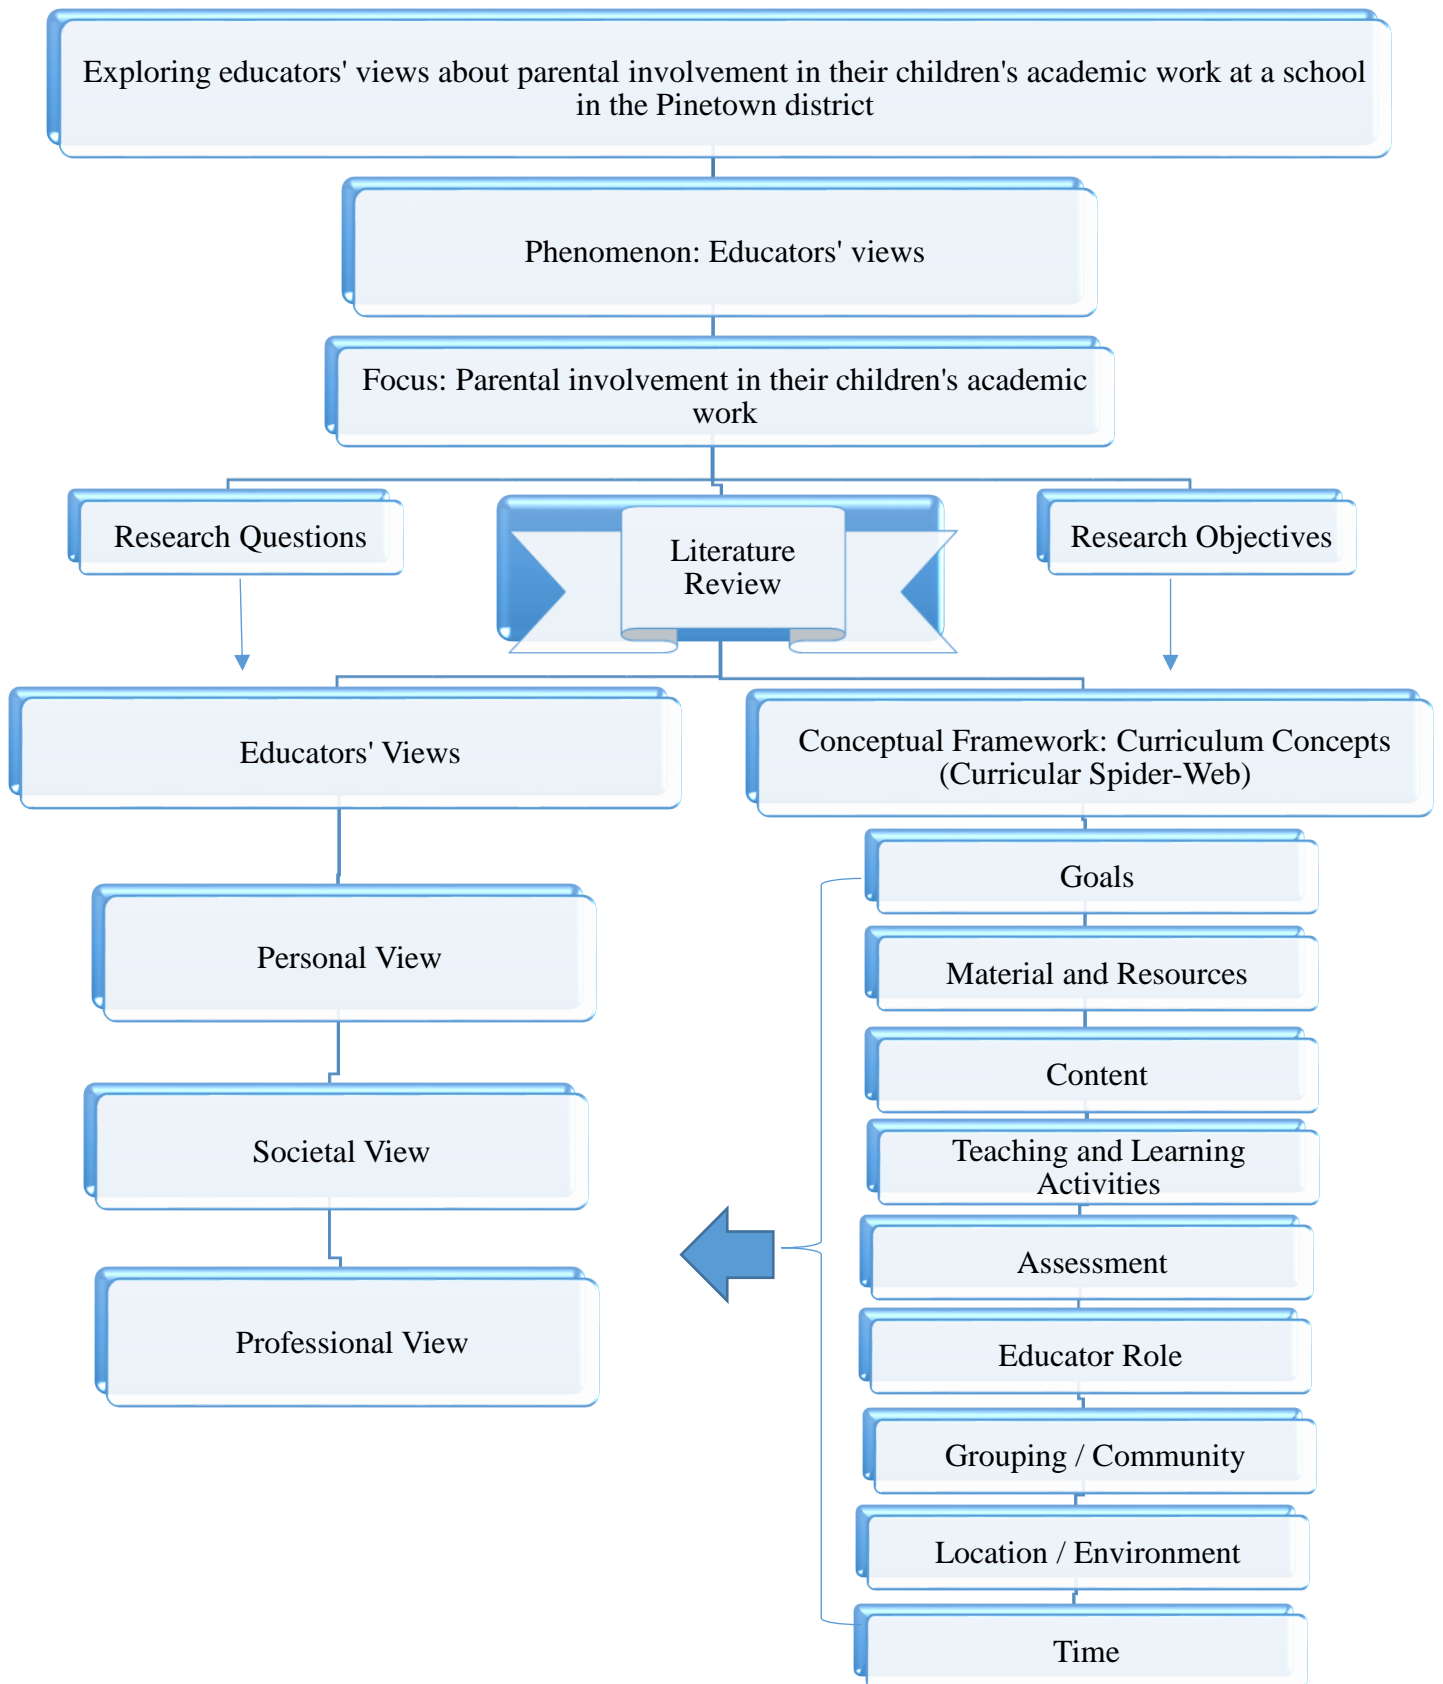 Exploring educators' views about parental involvement in their children's academic work at a school
in the Pinetown district
Phenomenon: Educators' views
Focus: Parental involvement in their children's academic
work
Research Questions
Literature
Review
Research Objectives
Educators' Views
Conceptual Framework: Curriculum Concepts
(Curricular Spider-Web)
Personal View
Societal View
Professional View
Goals
Material and Resources
Content
Teaching and Learning
Activities
Assessment
Educator Role
Grouping / Community
Location / Environment
Time